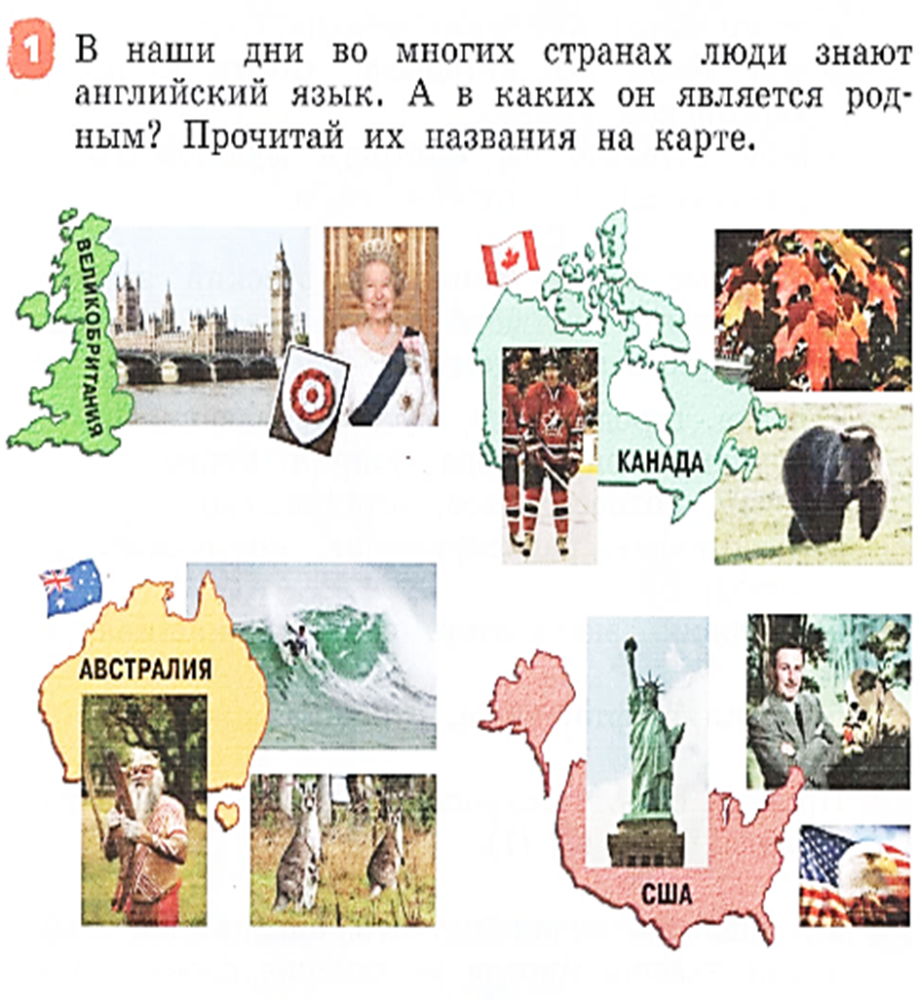 1 В наши дни во многих странах люди знают
английский язык. А в каких он является род-
ным? Прочитай их названия на карте.
ВЕЛИКОБРИТАНИЯ
КАНАДА
АВСТРАЛИЯ
США